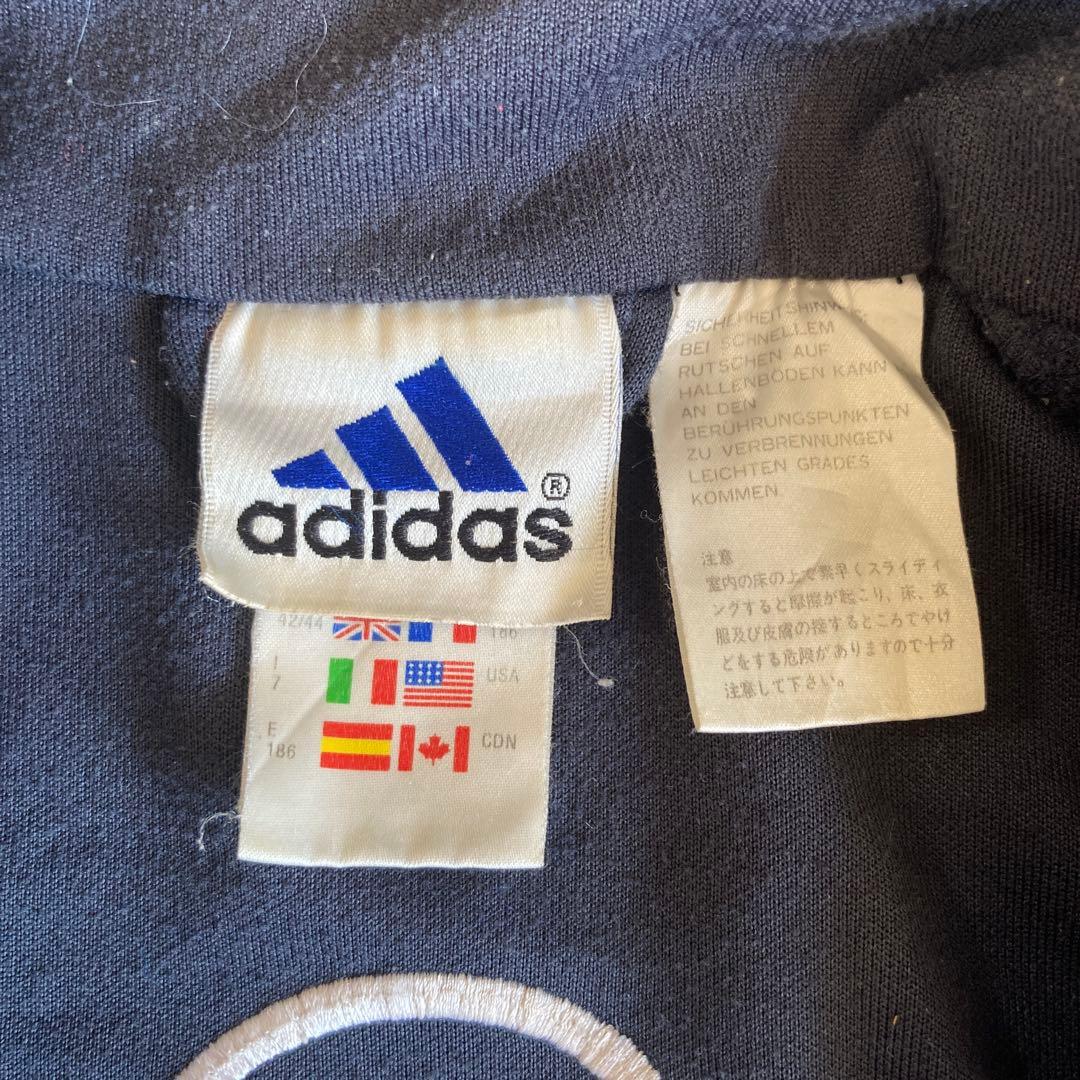 adidas®
42/44 186
I
7 USA
E
186 CDN
SICHERHEITSHINWEIS:
BEI SCHNELLEM
RUTSCHEN AUF
HALLENBÖDEN KANN
AN DEN
BERÜHRUNGSPUNKTEN
ZU VERBRENNUNGEN
LEICHTEN GRADES
KOMMEN
注意
室内の床の上で素早くスライディ
ングすると摩擦が起こり、床、衣
服及び皮膚の接するところでやけ
どをする危険がありますので十分
注意して下さい。